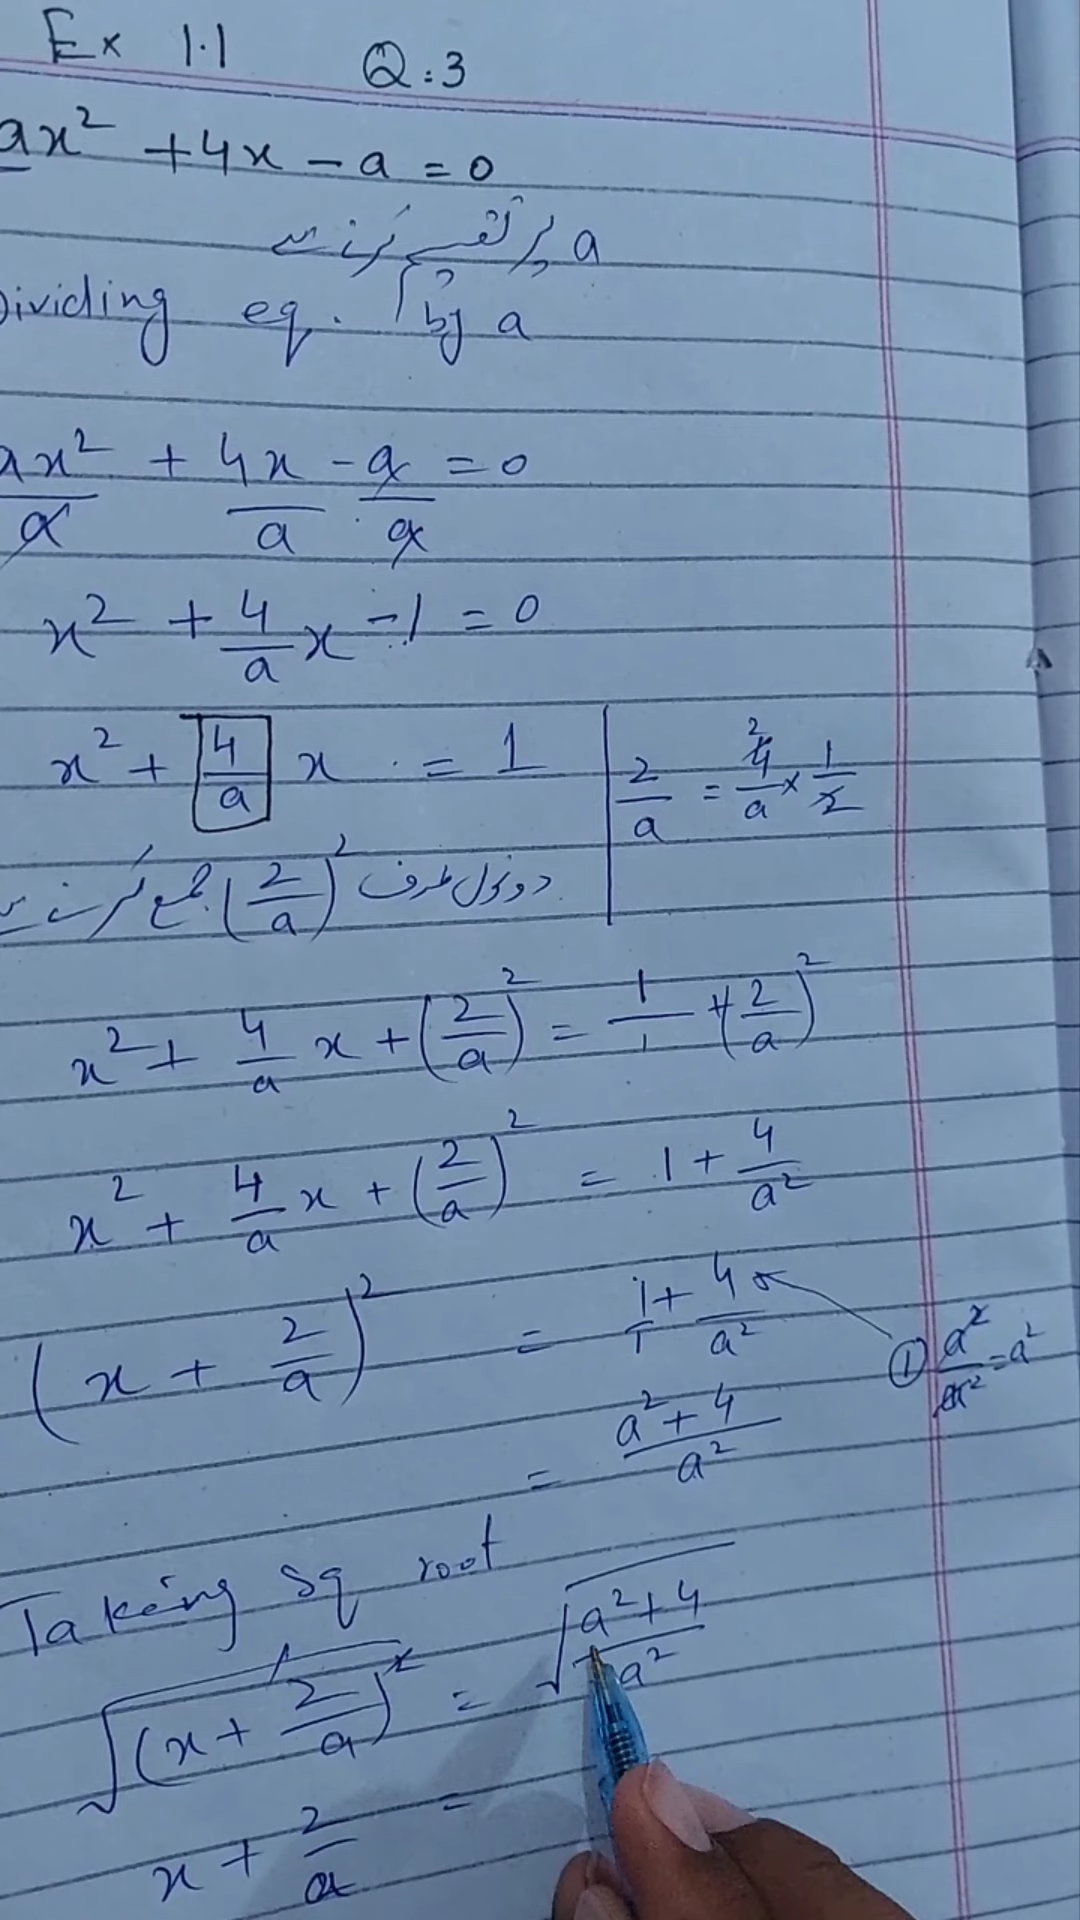 Ex 1.1 Q:3
ax² + 4x - a = 0
a پر تقسیم کرنے سے
Dividing eq. by a
ax²/a + 4x/a - a/a = 0
x² + 4/a x - 1 = 0
x² + 4/a x = 1
2/a = 4/a × 1/2
2
دونوں طرف (2/a)² جمع کرنے سے
x² + 4/a x + (2/a)² = 1/1 + (2/a)²
x² + 4/a x + (2/a)² = 1 + 4/a²
(x + 2/a)² = 1/1 + 4/a²
① a²/a² = a²
= a² + 4/a²
Taking sq root
√(x + 2/a)² = √a² + 4/a²
x + 2/a =